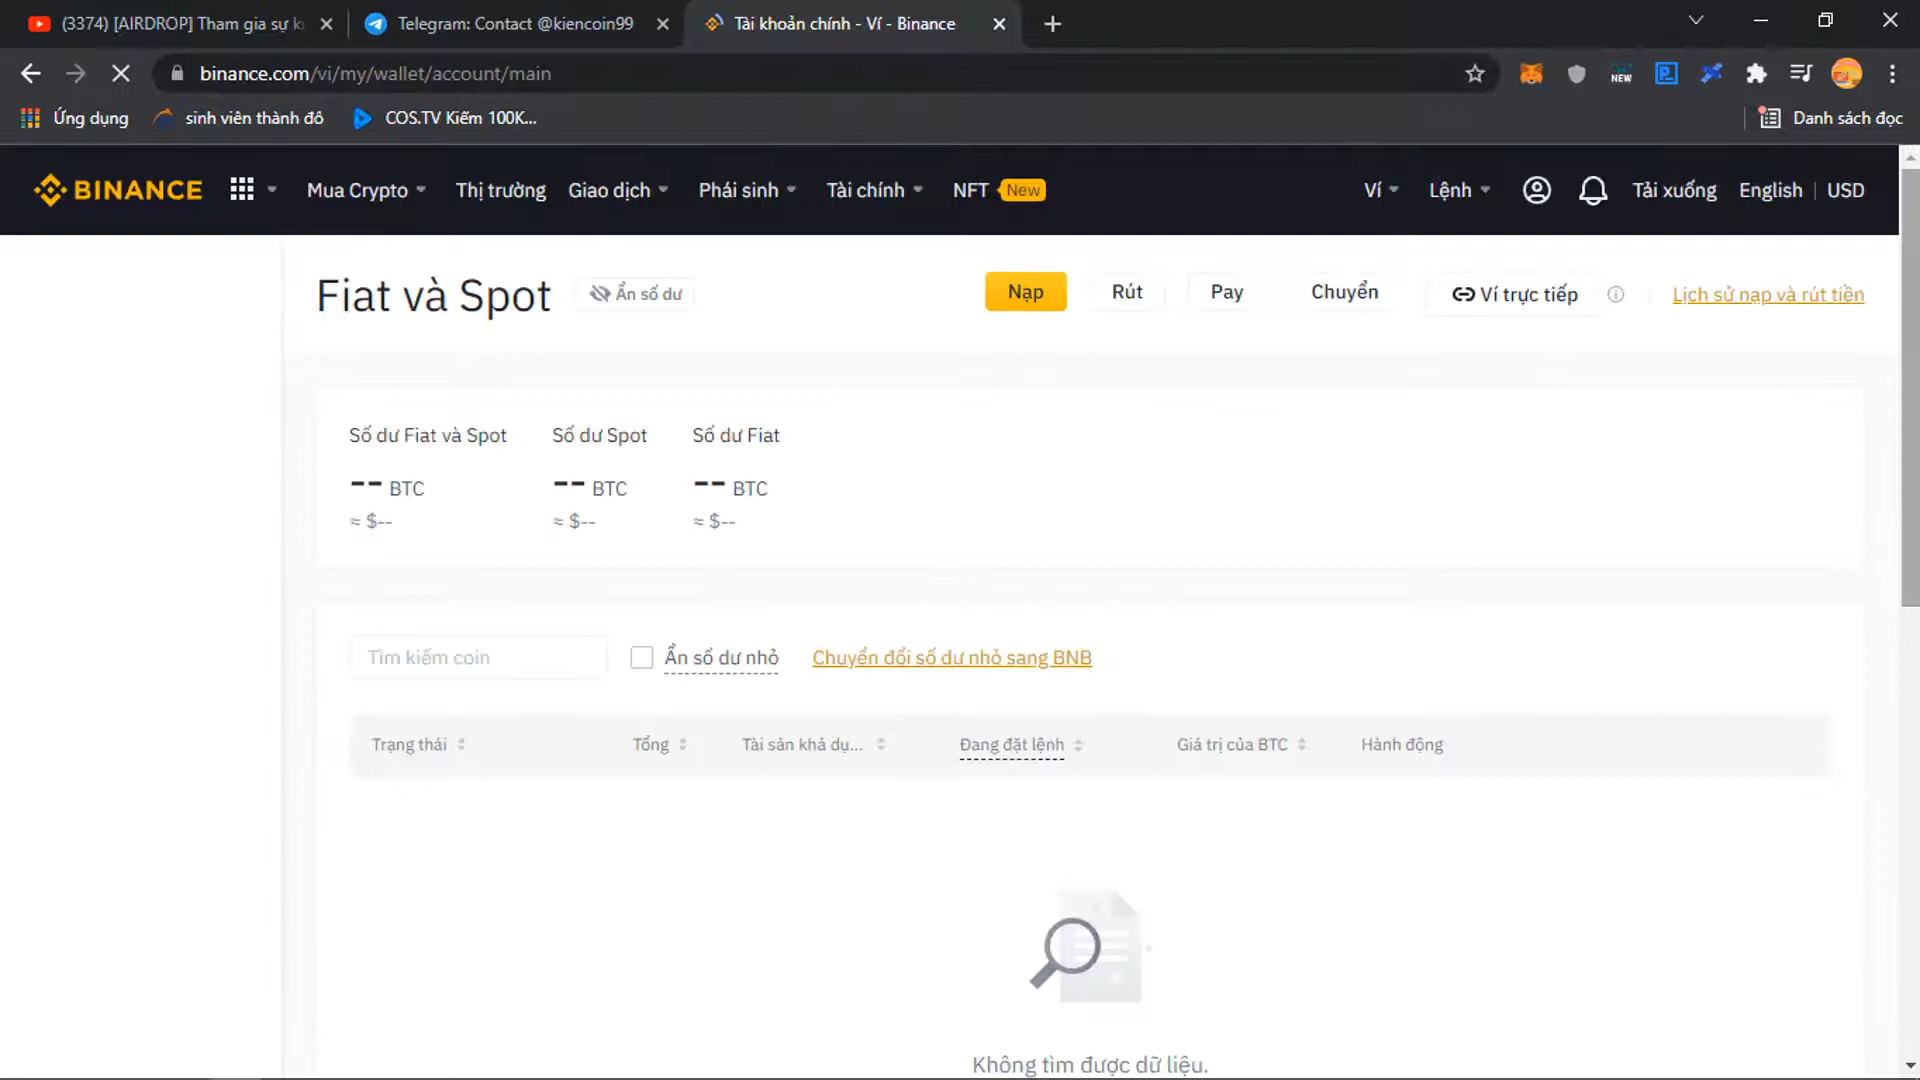 (3374) [AIRDROP] Tham gia sự k
Telegram: Contact @kiencoin99
Tài khoản chính - Ví - Binance
binance.com/vi/my/wallet/account/main
NEW
Ứng dụng
sinh viên thành đô
COS.TV Kiếm 100K...
Danh sách đọc
BINANCE
Mua Crypto
Thị trường
Giao dịch
Phái sinh
Tài chính
NFT New
Ví
Lệnh
Tải xuống
English
USD
Fiat và Spot
Ẩn số dư
Nạp
Rút
Pay
Chuyển
Ví trực tiếp
Lịch sử nạp và rút tiền
Số dư Fiat và Spot
Số dư Spot
Số dư Fiat
-- BTC
-- BTC
-- BTC
≈ $--
≈ $--
≈ $--
Tìm kiếm coin
Ẩn số dư nhỏ
Chuyển đổi số dư nhỏ sang BNB
Trạng thái
Tổng
Tài sản khả dụ...
Đang đặt lệnh
Giá trị của BTC
Hành động
Không tìm được dữ liệu.